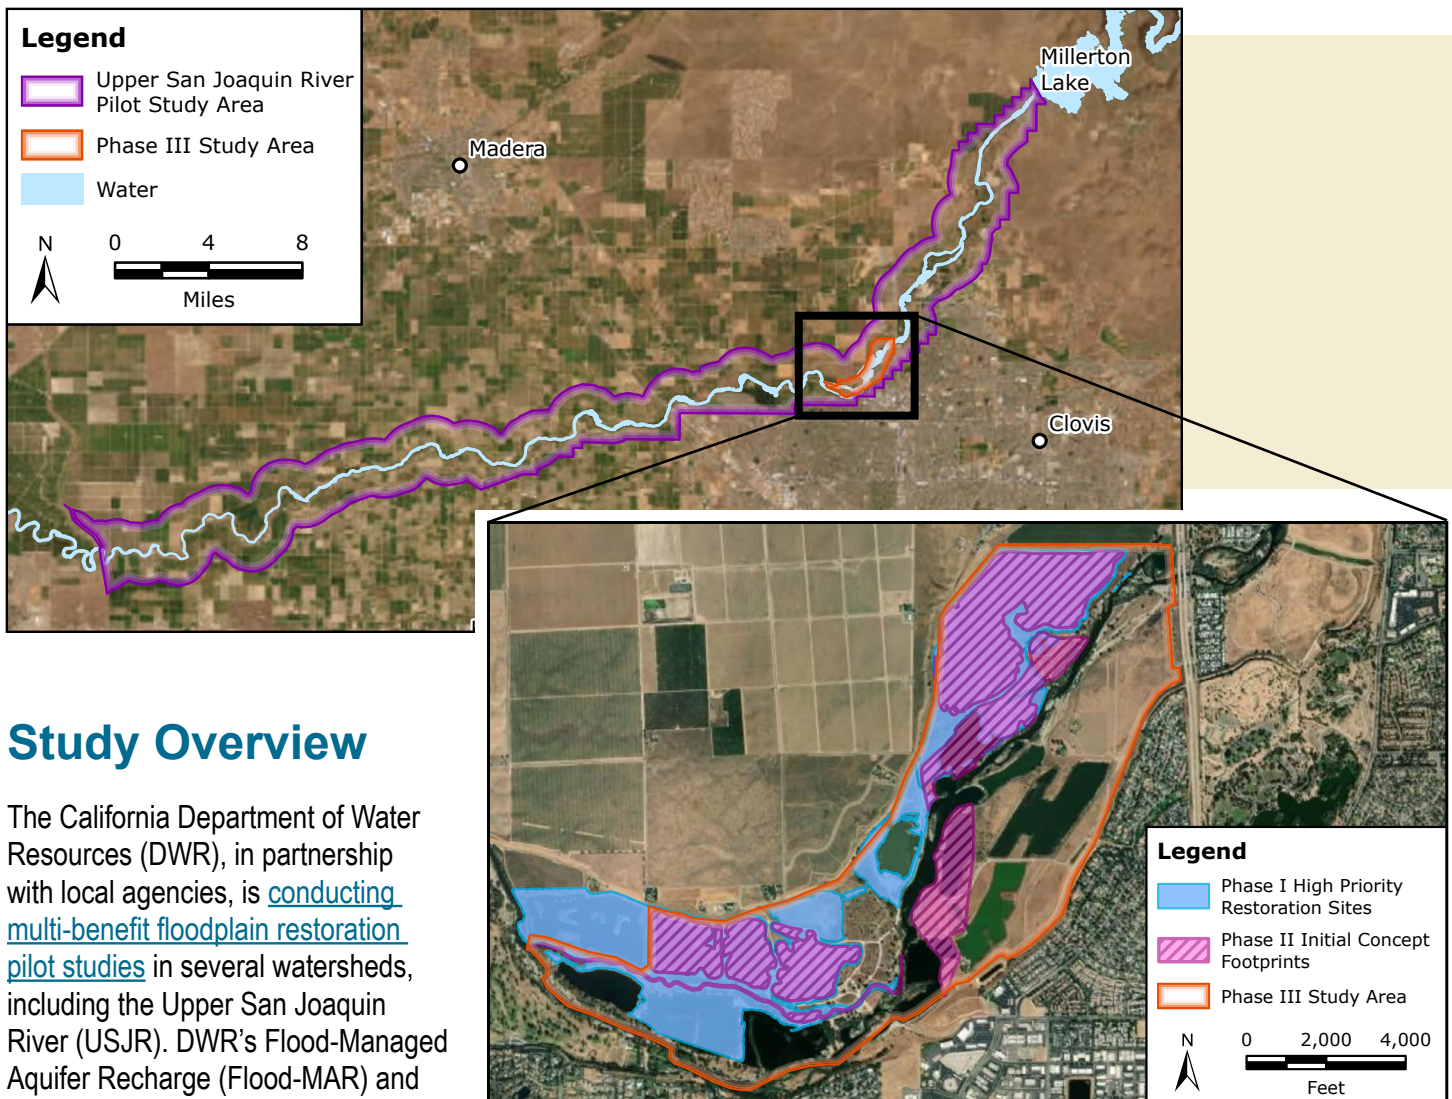 Legend
Upper San Joaquin River
Pilot Study Area
Phase III Study Area
Water
N
0 4 8
Miles
Madera
Millerton
Lake
Clovis
Study Overview
The California Department of Water
Resources (DWR), in partnership
with local agencies, is conducting
multi-benefit floodplain restoration
pilot studies in several watersheds,
including the Upper San Joaquin
River (USJR). DWR’s Flood-Managed
Aquifer Recharge (Flood-MAR) and
Legend
Phase I High Priority
Restoration Sites
Phase II Initial Concept
Footprints
Phase III Study Area
N
0 2,000 4,000
Feet